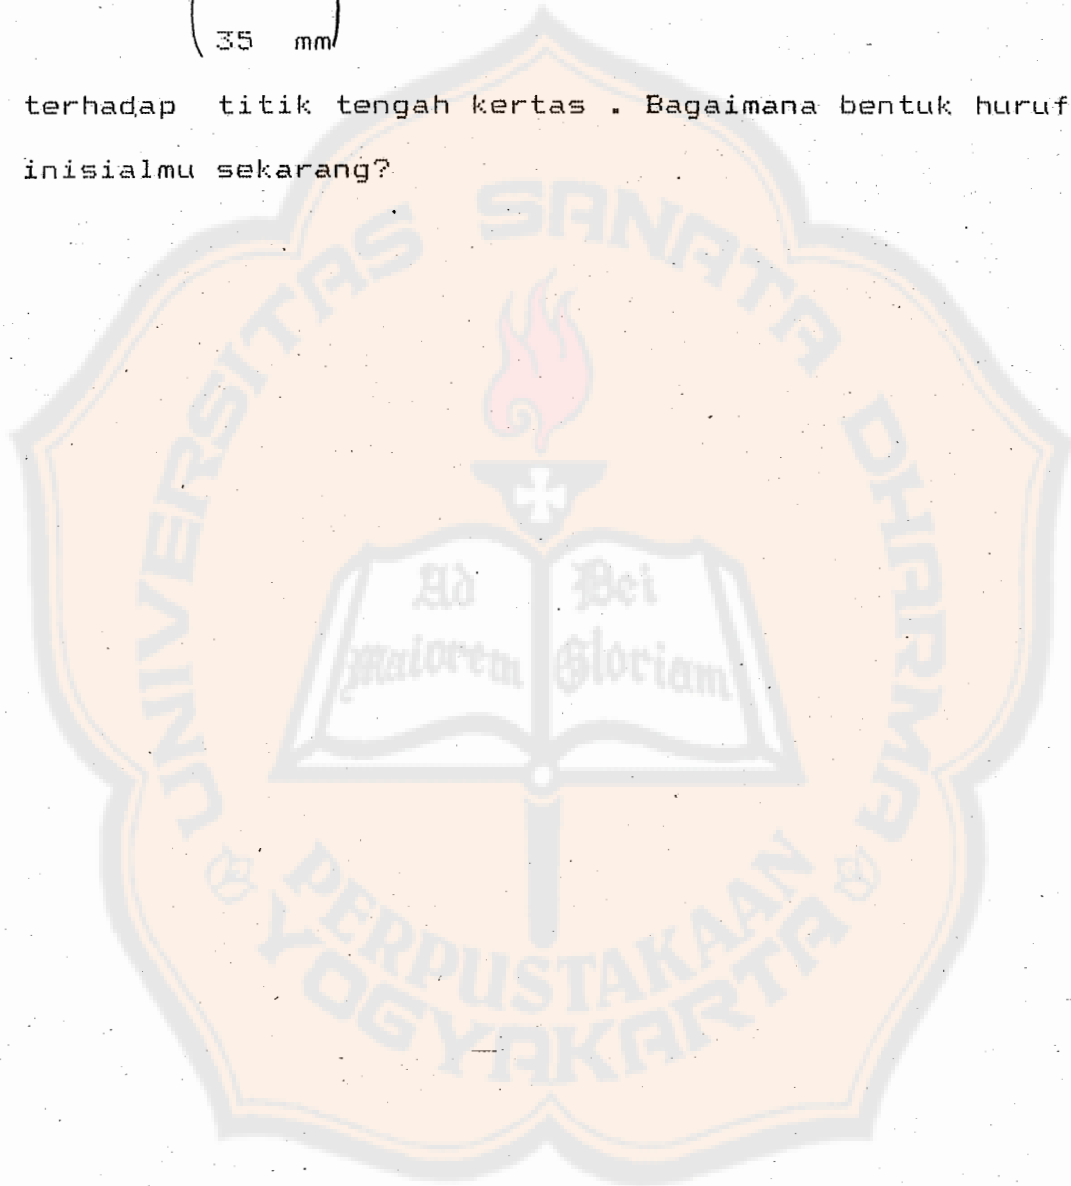 35 mm
terhadap titik tengah kertas . Bagaimana bentuk huruf
inisialmu sekarang?
UNIVERSITAS SANATA DHARMA
Ad Dei
maiorem Gloriam
PERPUSTAKAAN
YOGYAKARTA